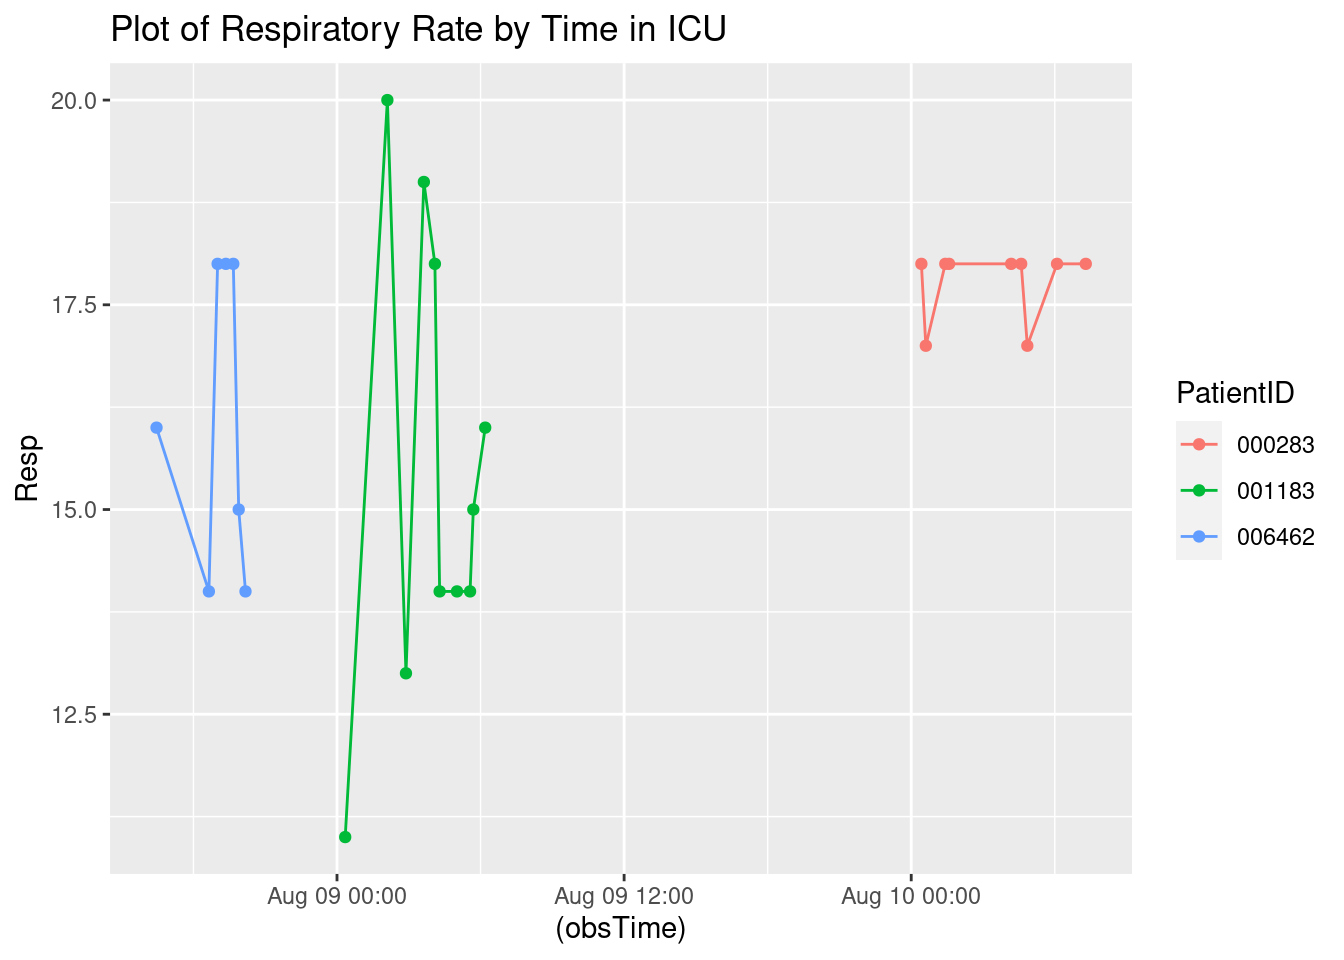 Plot of Respiratory Rate by Time in ICU
20.0
17.5
15.0
12.5
Resp
Aug 09 00:00
Aug 09 12:00
Aug 10 00:00
(obsTime)
PatientID
000283
001183
006462